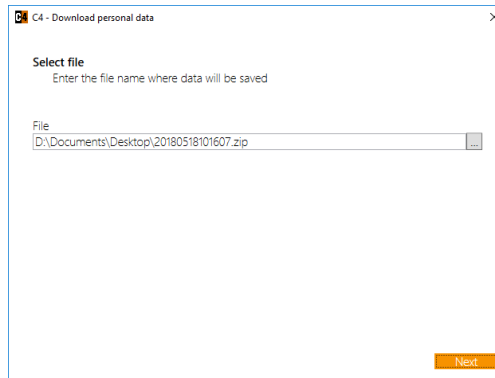 C4 C4 - Download personal data
Select file
Enter the file name where data will be saved
File
D:\Documents\Desktop\20180518101607.zip
...
Next